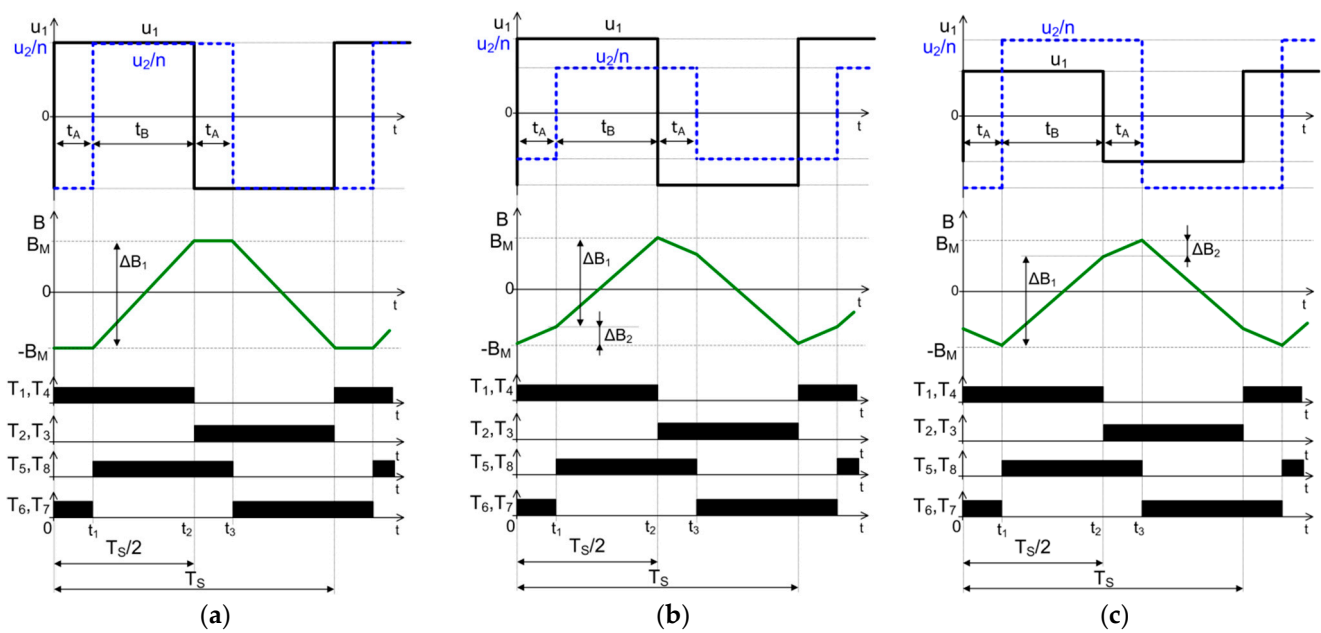 u1
u2/n
u1
u2/n
0
t
tA
tB
tA
B
BM
ΔB1
0
t
-BM
T1,T4
t
T2,T3
t
T5,T8
t
T6,T7
t
0
t1
t2
t3
TS/2
TS
(a)
u1
u2/n
u1
u2/n
0
t
tA
tB
tA
B
BM
ΔB1
0
t
ΔB2
-BM
T1,T4
t
T2,T3
t
T5,T8
t
T6,T7
t
0
t1
t2
t3
TS/2
TS
(b)
u1
u2/n
u2/n
u1
0
t
tA
tB
tA
B
BM
ΔB2
ΔB1
0
t
-BM
T1,T4
t
T2,T3
t
T5,T8
t
T6,T7
t
0
t1
t2
t3
TS/2
TS
(c)